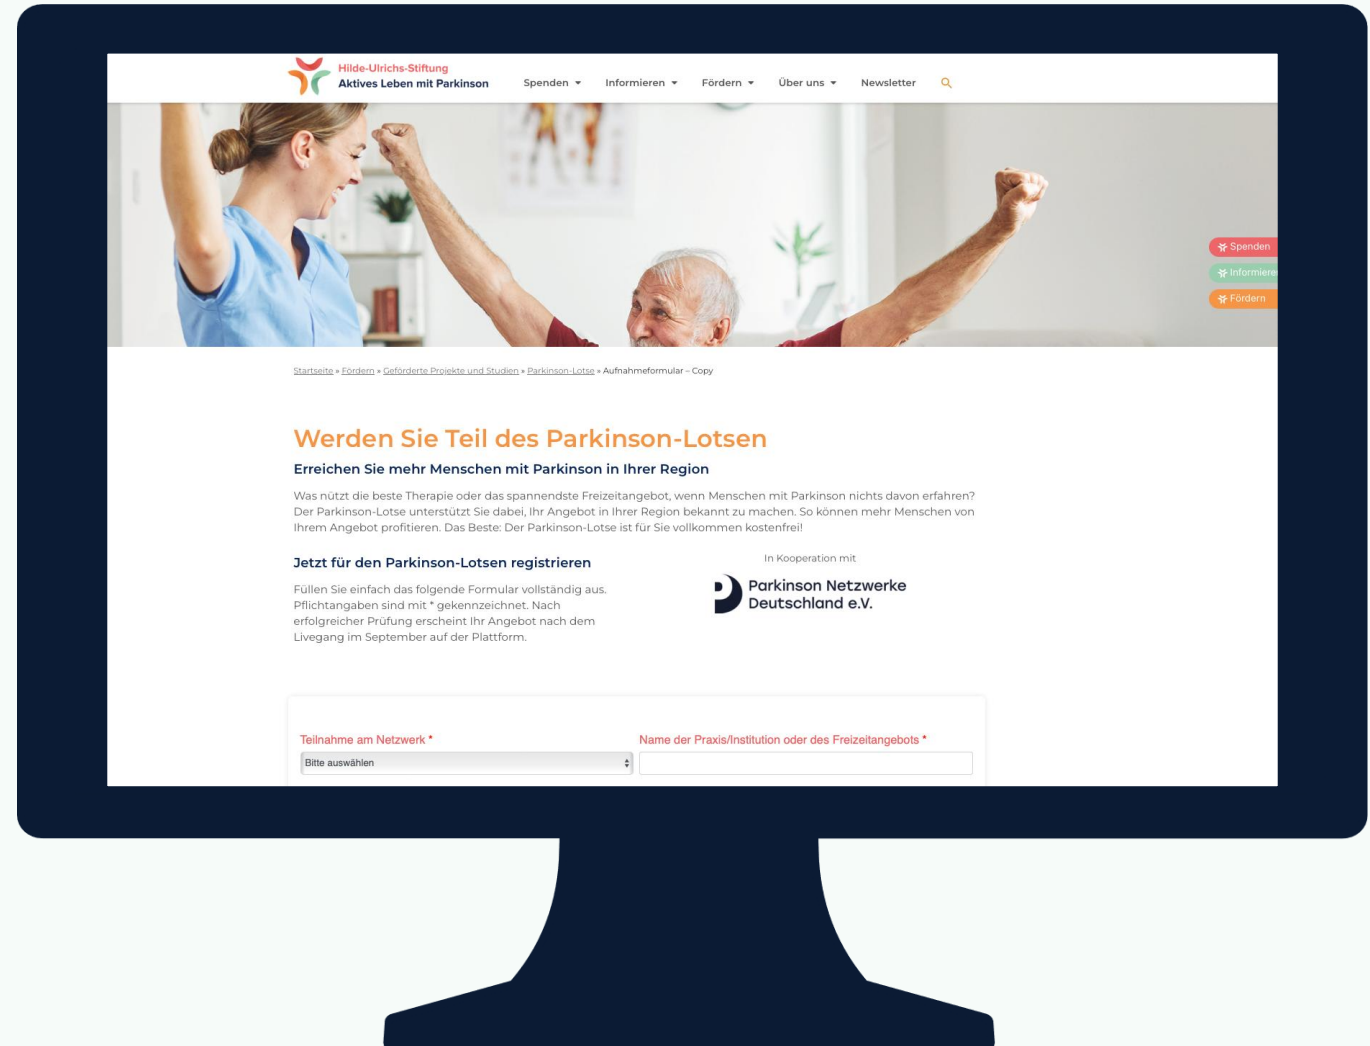 Hilde-Ulrichs-Stiftung
Aktives Leben mit Parkinson
Spenden
Informieren
Fördern
Über uns
Newsletter
Spenden
Informieren
Fördern
Startseite » Fördern » Geförderte Projekte und Studien » Parkinson-Lotse » Aufnahmeformular – Copy
Werden Sie Teil des Parkinson-Lotsen
Erreichen Sie mehr Menschen mit Parkinson in Ihrer Region
Was nützt die beste Therapie oder das spannendste Freizeitangebot, wenn Menschen mit Parkinson nichts davon erfahren?
Der Parkinson-Lotse unterstützt Sie dabei, Ihr Angebot in Ihrer Region bekannt zu machen. So können mehr Menschen von
Ihrem Angebot profitieren. Das Beste: Der Parkinson-Lotse ist für Sie vollkommen kostenfrei!
Jetzt für den Parkinson-Lotsen registrieren
Füllen Sie einfach das folgende Formular vollständig aus.
Pflichtangaben sind mit * gekennzeichnet. Nach
erfolgreicher Prüfung erscheint Ihr Angebot nach dem
Livegang im September auf der Plattform.
In Kooperation mit
Parkinson Netzwerke
Deutschland e.V.
Teilnahme am Netzwerk *
Bitte auswählen
Name der Praxis/Institution oder des Freizeitangebots *